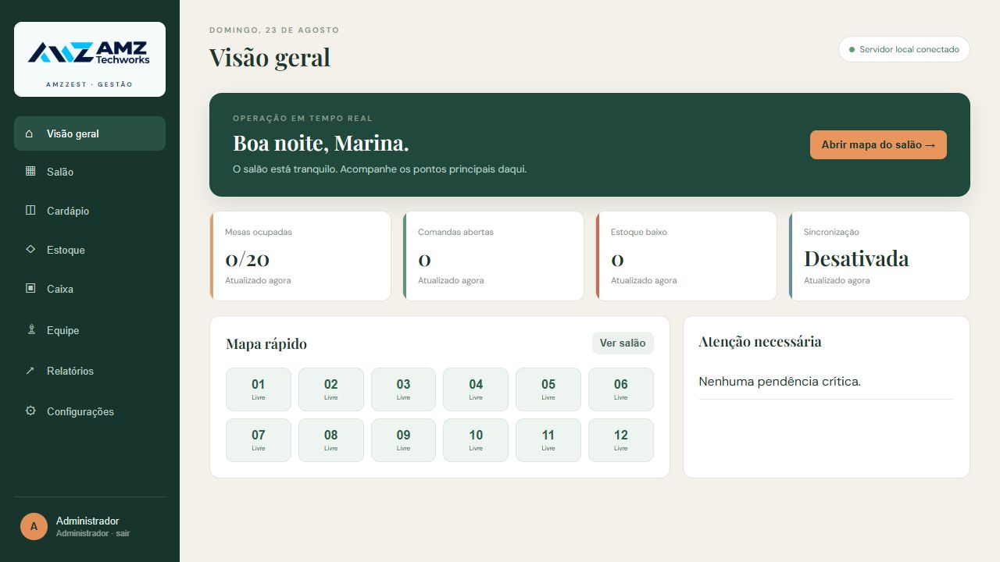 AMZ
Techworks
AMZZEST · GESTÃO
Visão geral
Salão
Cardápio
Estoque
Caixa
Equipe
Relatórios
Configurações
A
Administrador
Administrador · sair
DOMINGO, 23 DE AGOSTO
Visão geral
Servidor local conectado
OPERAÇÃO EM TEMPO REAL
Boa noite, Marina.
O salão está tranquilo. Acompanhe os pontos principais daqui.
Abrir mapa do salão →
Mesas ocupadas
0/20
Atualizado agora
Comandas abertas
0
Atualizado agora
Estoque baixo
0
Atualizado agora
Sincronização
Desativada
Atualizado agora
Mapa rápido
Ver salão
01
Livre
02
Livre
03
Livre
04
Livre
05
Livre
06
Livre
07
Livre
08
Livre
09
Livre
10
Livre
11
Livre
12
Livre
Atenção necessária
Nenhuma pendência crítica.